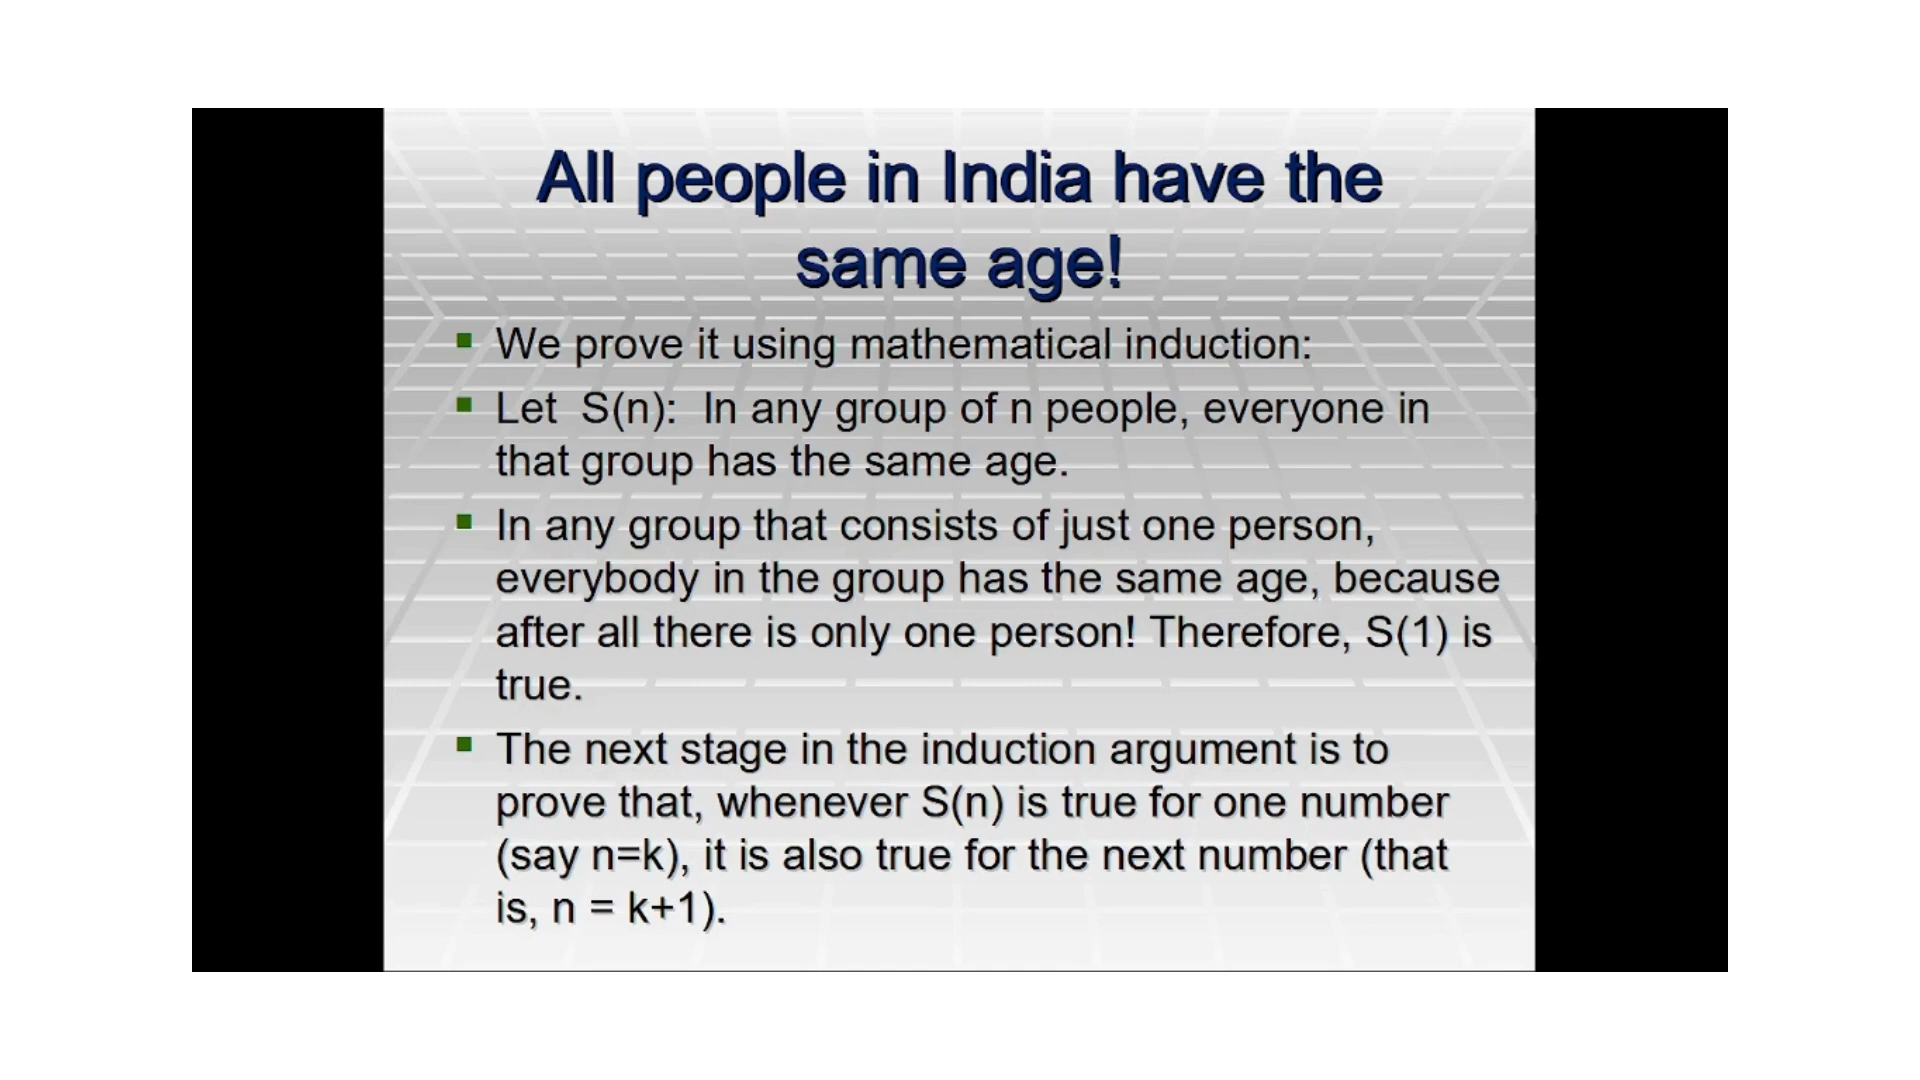 All people in India have the
same age!
We prove it using mathematical induction:
Let  S(n):  In any group of n people, everyone in
that group has the same age.
In any group that consists of just one person,
everybody in the group has the same age, because
after all there is only one person! Therefore, S(1) is
true.
The next stage in the induction argument is to
prove that, whenever S(n) is true for one number
(say n=k), it is also true for the next number (that
is, n = k+1).